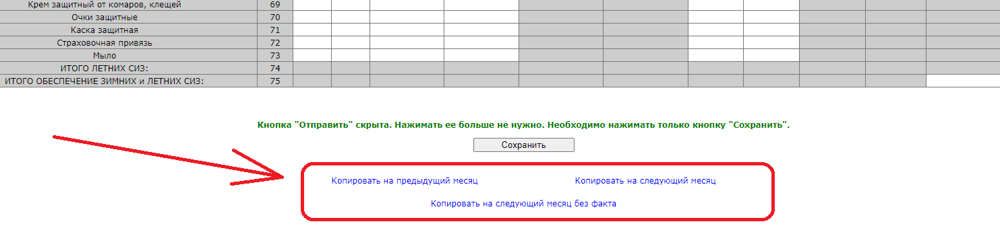 Крем защитный от комаров, клещей 69
Очки защитные 70
Каска защитная 71
Страховочная привязь 72
Мыло 73
ИТОГО ЛЕТНИХ СИЗ: 74
ИТОГО ОБЕСПЕЧЕНИЕ ЗИМНИХ и ЛЕТНИХ СИЗ: 75
Кнопка "Отправить" скрыта. Нажимать ее больше не нужно. Необходимо нажимать только кнопку "Сохранить".
Сохранить
Копировать на предыдущий месяц Копировать на следующий месяц
Копировать на следующий месяц без факта